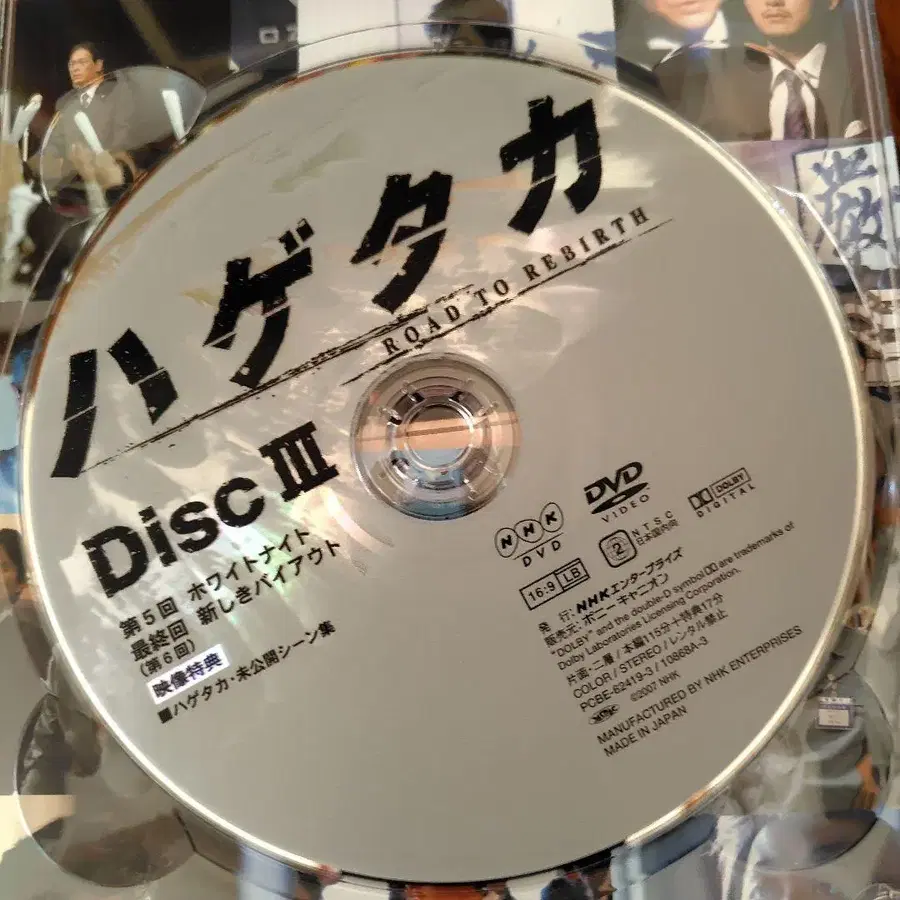 ハゲタカ
ROAD TO REBIRTH
Disc III
第5回 ホワイトナイト
最終回 新しきバイアウト
(第6回)
映像特典
■ハゲタカ・未公開シーン集
NHK
DVD
DVD
VIDEO
DOLBY
DIGITAL
16:9 LB
2
NTSC
日本国内向
発行:NHKエンタープライズ
販売元:ポニーキャニオン
"DOLBY" and the double-D symbol are trademarks of
Dolby Laboratories Licensing Corporation.
片面・二層/本編115分+特典17分
COLOR/STEREO/レンタル禁止
PCBE-62419-3/10868A-3
©2007 NHK
MANUFACTURED BY NHK ENTERPRISES
MADE IN JAPAN